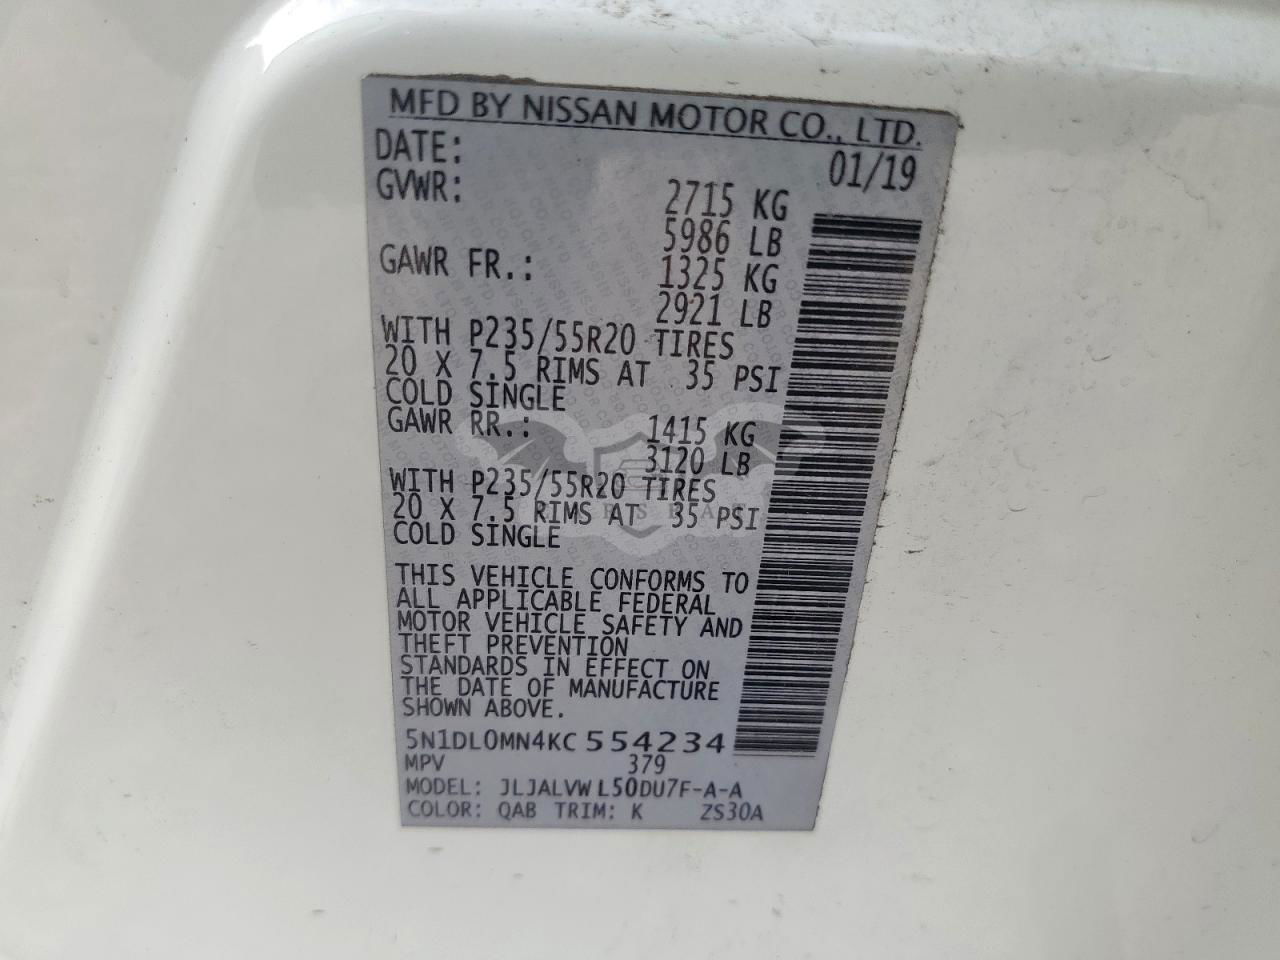 MFD BY NISSAN MOTOR CO., LTD.
DATE: 01/19
GVWR: 2715 KG
5986 LB
GAWR FR.: 1325 KG
2921 LB
WITH P235/55R20 TIRES
20 X 7.5 RIMS AT 35 PSI
COLD SINGLE
GAWR RR.: 1415 KG
3120 LB
WITH P235/55R20 TIRES
20 X 7.5 RIMS AT 35 PSI
COLD SINGLE
THIS VEHICLE CONFORMS TO
ALL APPLICABLE FEDERAL
MOTOR VEHICLE SAFETY AND
THEFT PREVENTION
STANDARDS IN EFFECT ON
THE DATE OF MANUFACTURE
SHOWN ABOVE.
5N1DL0MN4KC554234
MPV 379
MODEL: JLJALVW L50DU7F-A-A
COLOR: QAB TRIM: K ZS30A